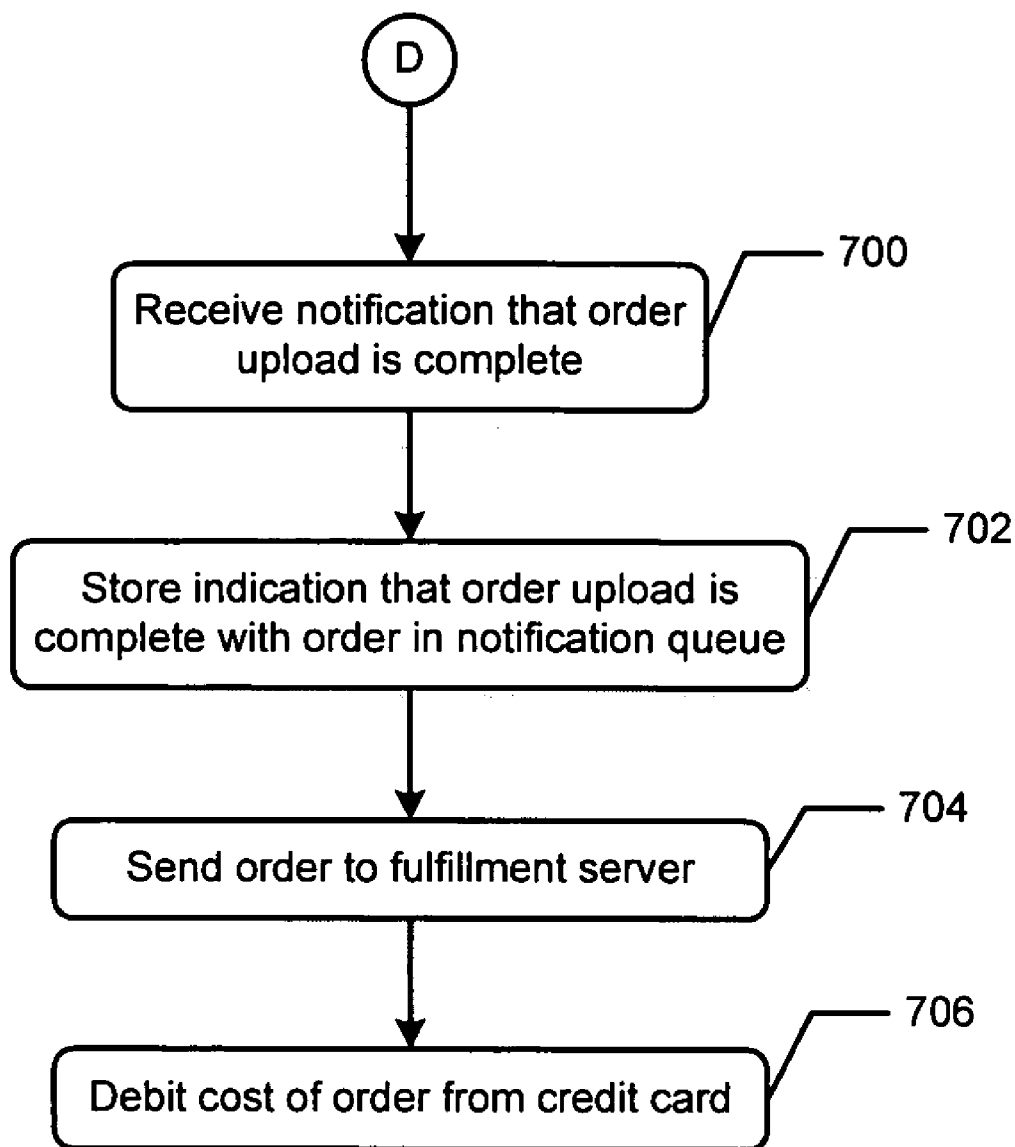 D
700
Receive notification that order
upload is complete
702
Store indication that order upload is
complete with order in notification queue
704
Send order to fulfillment server
706
Debit cost of order from credit card